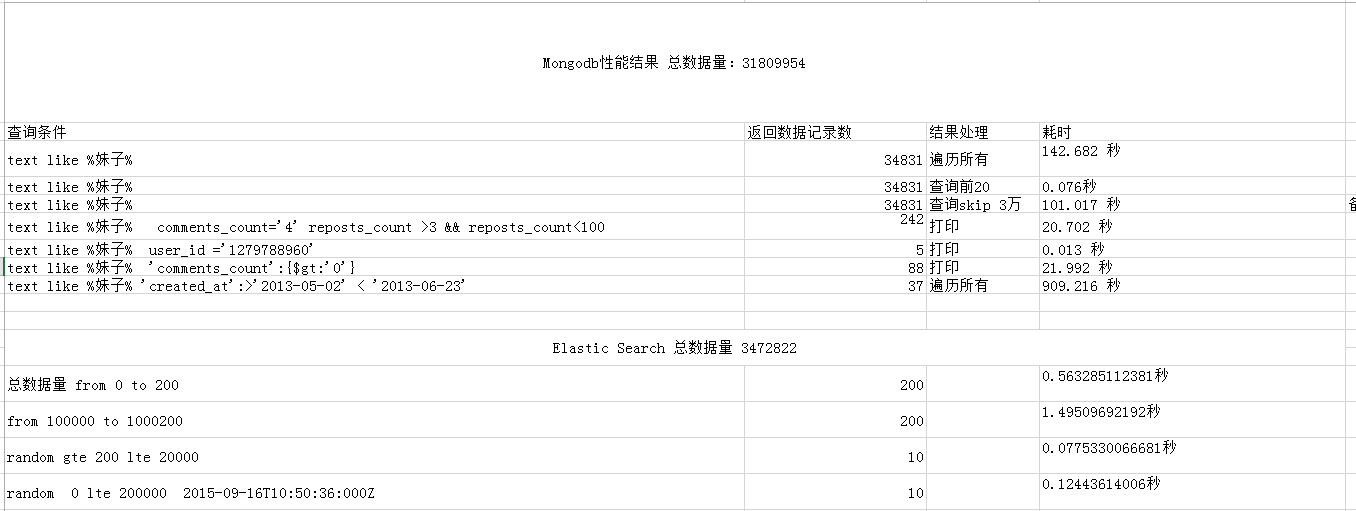 Mongodb性能结果 总数据量：31809954
查询条件 返回数据记录数 结果处理 耗时
text like %妹子% 34831 遍历所有 142.682 秒
text like %妹子% 34831 查询前20 0.076秒
text like %妹子% 34831 查询skip 3万 101.017 秒
text like %妹子% comments_count='4' reposts_count >3 && reposts_count<100 242 打印 20.702 秒
text like %妹子% user_id ='1279788960' 5 打印 0.013 秒
text like %妹子% 'comments_count':{$gt:'0'} 88 打印 21.992 秒
text like %妹子% 'created_at':>'2013-05-02' < '2013-06-23' 37 遍历所有 909.216 秒
Elastic Search 总数据量 3472822
总数据量 from 0 to 200 200 0.563285112381秒
from 100000 to 1000200 200 1.49509692192秒
random gte 200 lte 20000 10 0.0775330066681秒
random 0 lte 200000 2015-09-16T10:50:36:000Z 10 0.12443614006秒